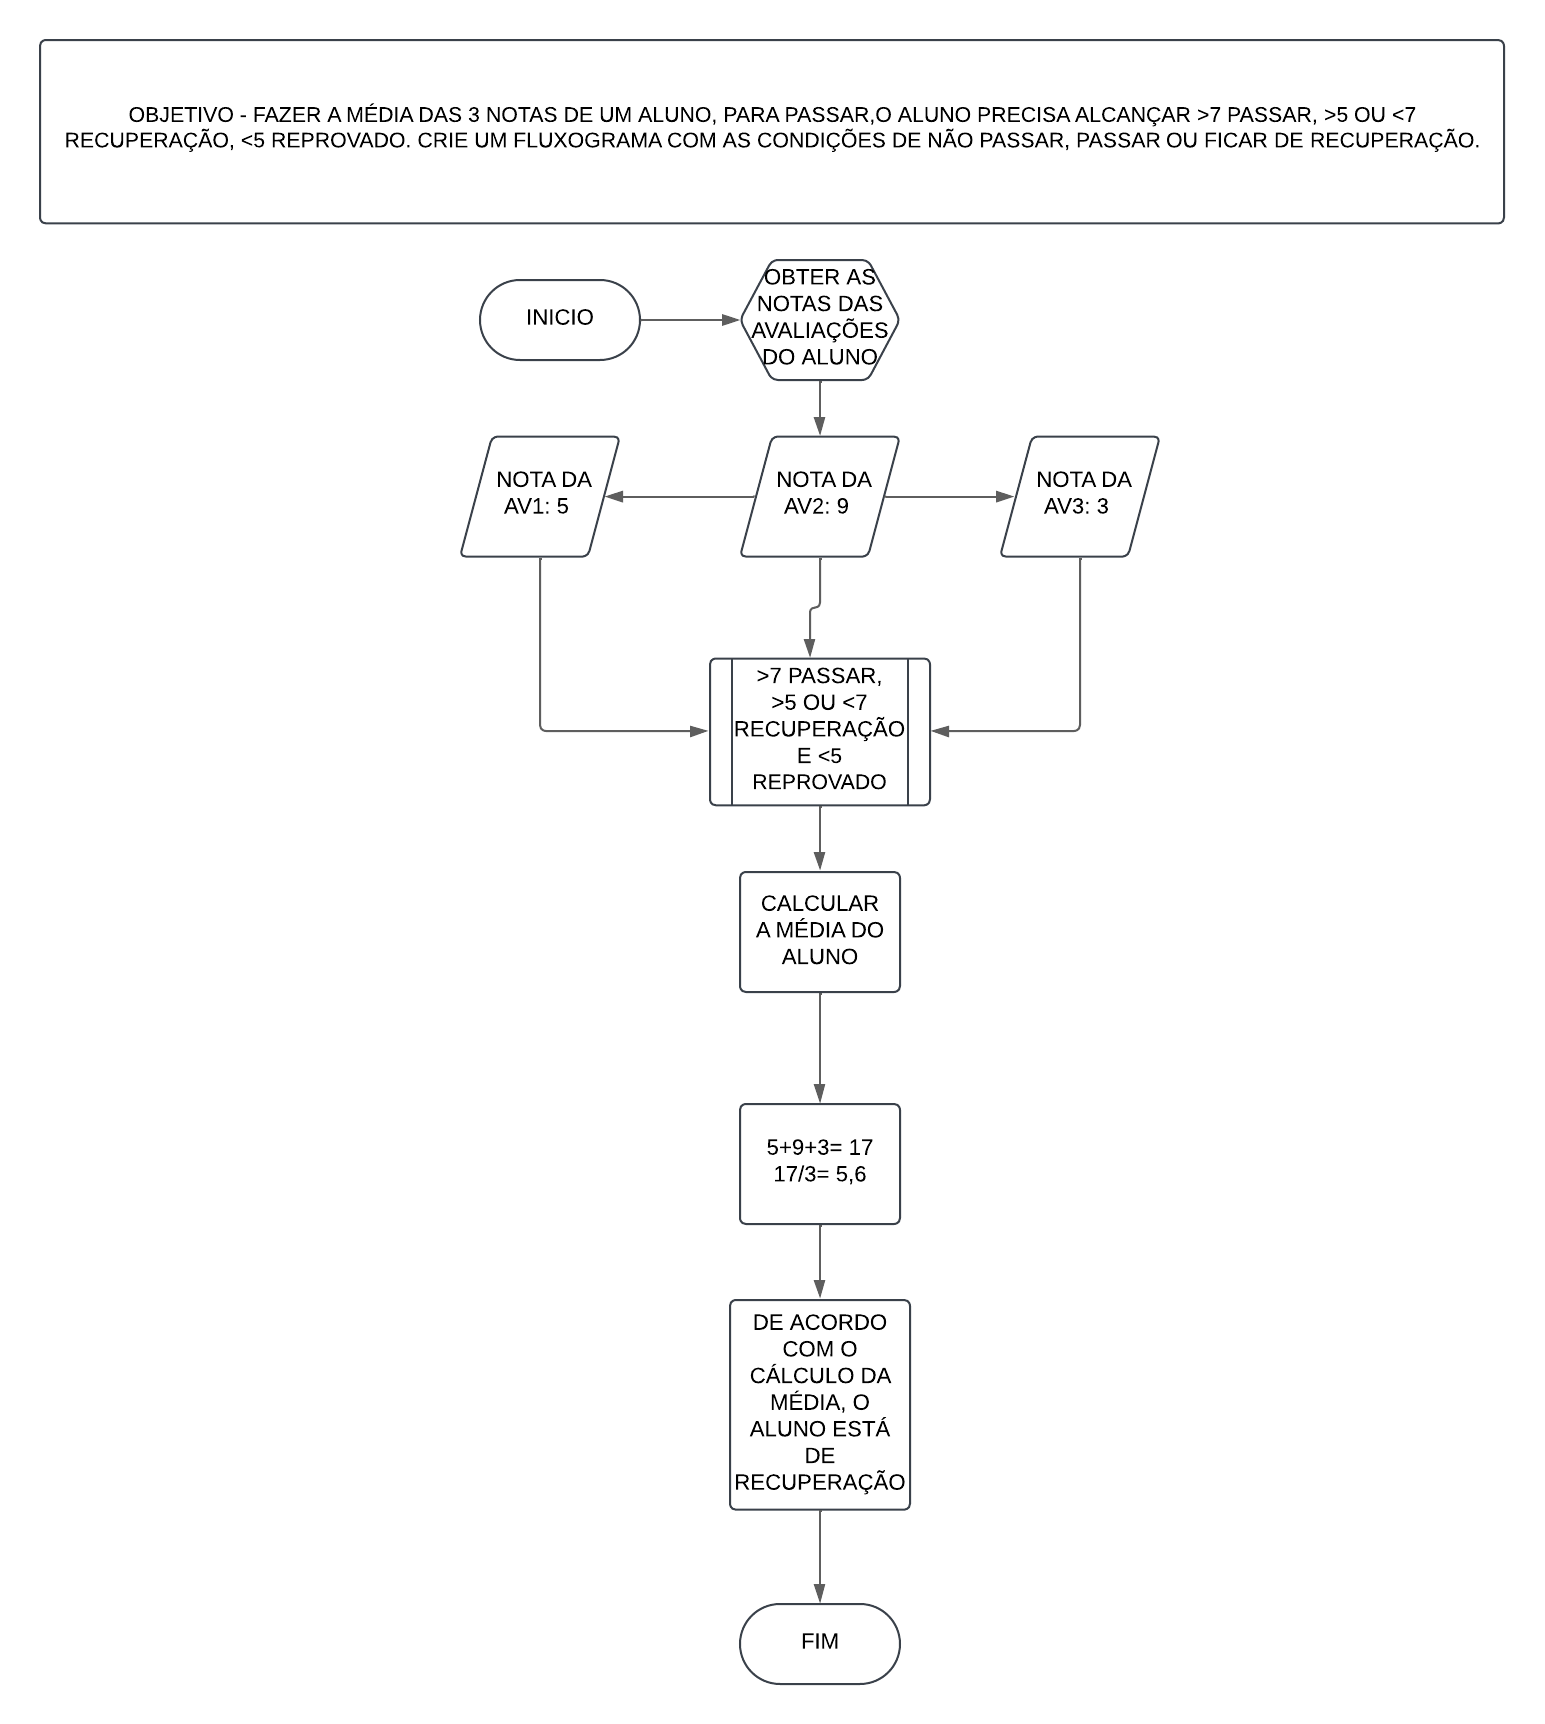 OBJETIVO - FAZER A MÉDIA DAS 3 NOTAS DE UM ALUNO, PARA PASSAR,O ALUNO PRECISA ALCANÇAR >7 PASSAR, >5 OU <7
RECUPERAÇÃO, <5 REPROVADO. CRIE UM FLUXOGRAMA COM AS CONDIÇÕES DE NÃO PASSAR, PASSAR OU FICAR DE RECUPERAÇÃO.
INICIO
OBTER AS
NOTAS DAS
AVALIAÇÕES
DO ALUNO
NOTA DA
AV1: 5
NOTA DA
AV2: 9
NOTA DA
AV3: 3
>7 PASSAR,
>5 OU <7
RECUPERAÇÃO
E <5
REPROVADO
CALCULAR
A MÉDIA DO
ALUNO
5+9+3= 17
17/3= 5,6
DE ACORDO
COM O
CÁLCULO DA
MÉDIA, O
ALUNO ESTÁ
DE
RECUPERAÇÃO
FIM